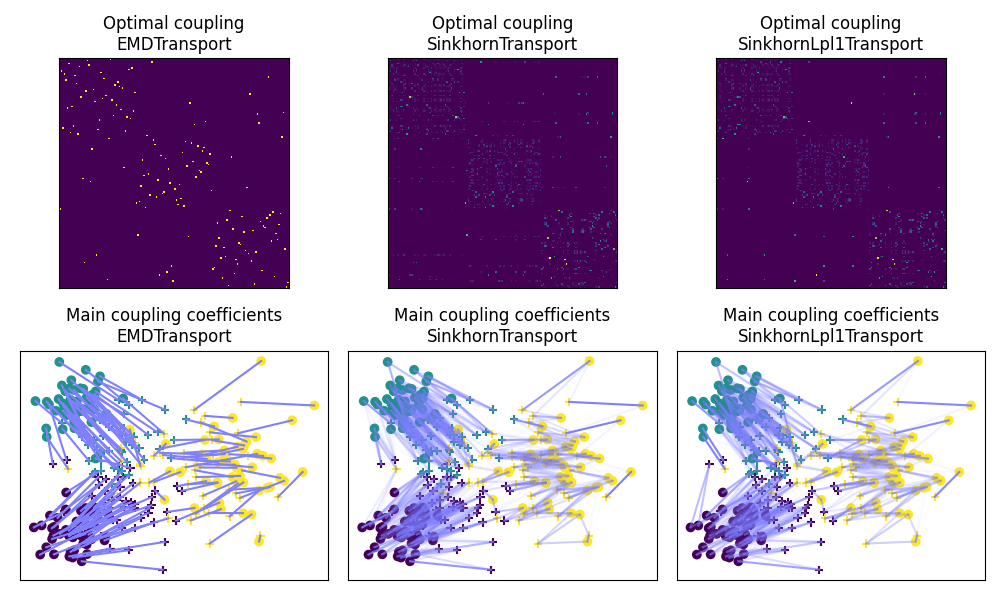 Optimal coupling
EMDTransport
Optimal coupling
SinkhornTransport
Optimal coupling
SinkhornLpl1Transport
Main coupling coefficients
EMDTransport
Main coupling coefficients
SinkhornTransport
Main coupling coefficients
SinkhornLpl1Transport